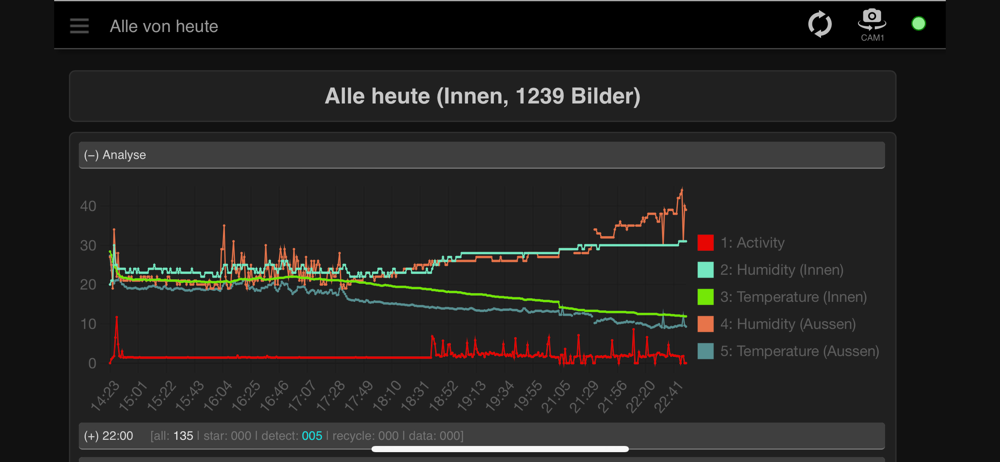 Alle von heute
CAM1
Alle heute (Innen, 1239 Bilder)
(−) Analyse
40
30
20
10
0
1: Activity
2: Humidity (Innen)
3: Temperature (Innen)
4: Humidity (Aussen)
5: Temperature (Aussen)
14:23 15:01 15:22 15:43 16:04 16:25 16:46 17:07 17:28 17:49 18:10 18:31 18:52 19:13 19:34 19:55 21:05 21:29 21:56 22:20 22:41
(+) 22:00 [all: 135 | star: 000 | detect: 005 | recycle: 000 | data: 000]